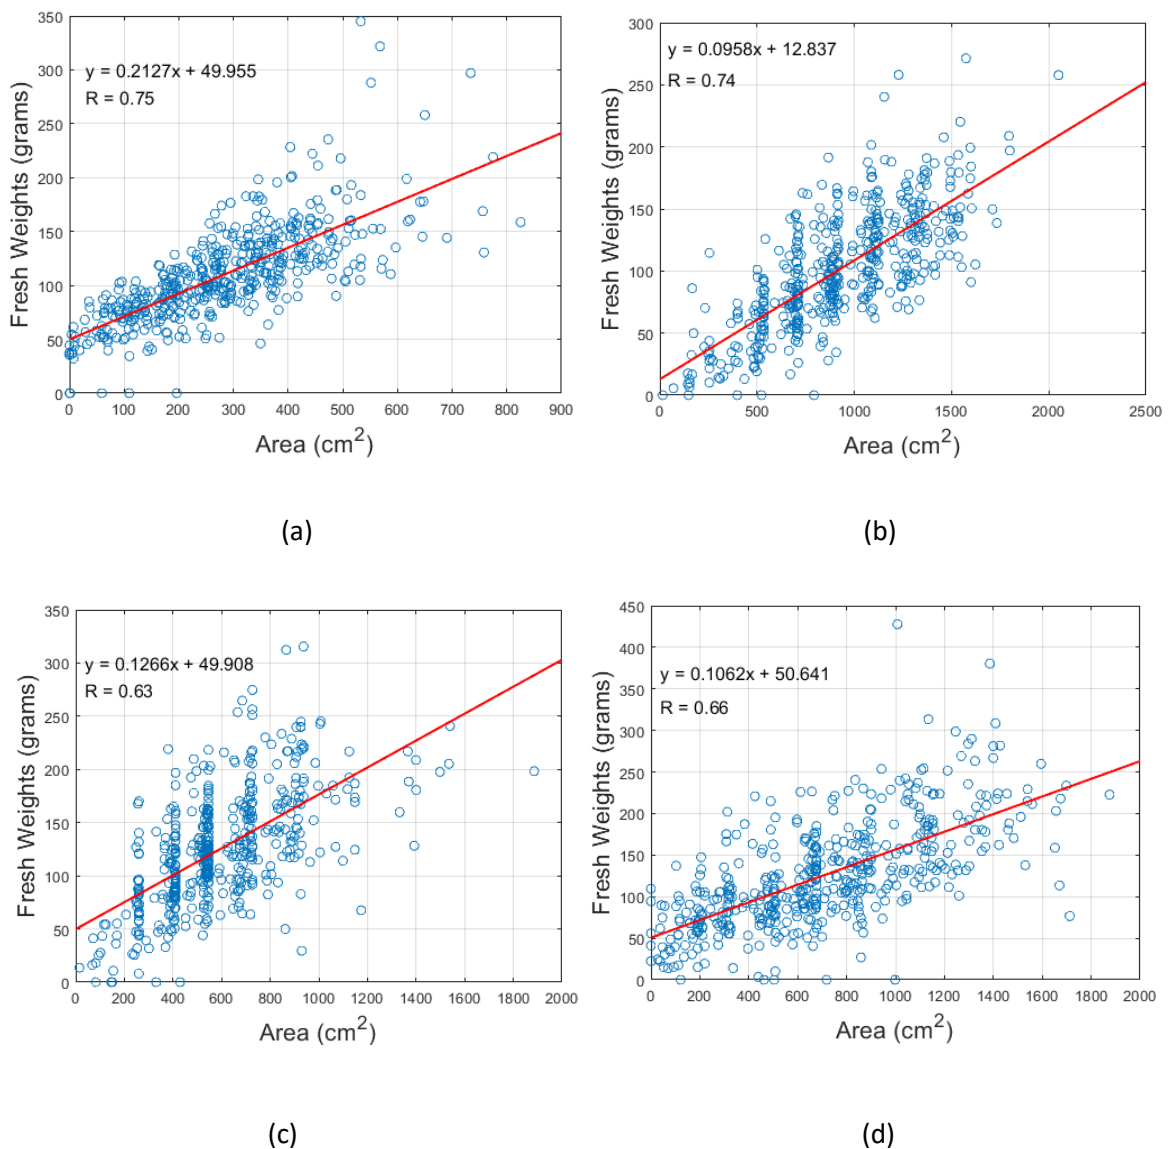 350
300
250
200
150
100
50
0
y = 0.2127x + 49.955
R = 0.75
Fresh Weights (grams)
0 100 200 300 400 500 600 700 800 900
Area (cm²)
(a)
300
250
200
150
100
50
0
y = 0.0958x + 12.837
R = 0.74
Fresh Weights (grams)
0 500 1000 1500 2000 2500
Area (cm²)
(b)
350
300
250
200
150
100
50
0
y = 0.1266x + 49.908
R = 0.63
Fresh Weights (grams)
0 200 400 600 800 1000 1200 1400 1600 1800 2000
Area (cm²)
(c)
450
400
350
300
250
200
150
100
50
0
y = 0.1062x + 50.641
R = 0.66
Fresh Weights (grams)
0 200 400 600 800 1000 1200 1400 1600 1800 2000
Area (cm²)
(d)